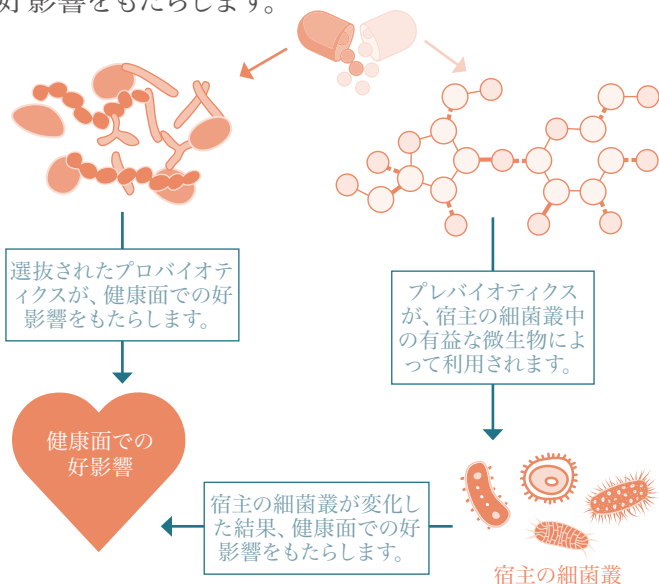 好影響をもたらします。
選抜されたプロバイオテ
ィクスが、健康面での好
影響をもたらします。
プレバイオティクス
が、宿主の細菌叢中
の有益な微生物によ
って利用されます。
健康面での
好影響
宿主の細菌叢が変化し
た結果、健康面での好
影響をもたらします。
宿主の細菌叢